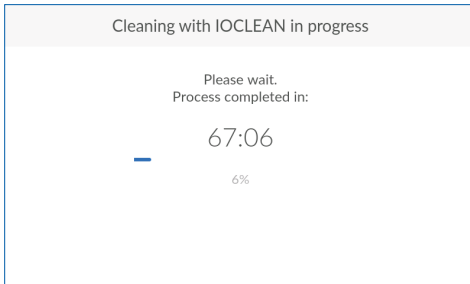 Cleaning with IOCLEAN in progress
Please wait.
Process completed in:
67:06
6%